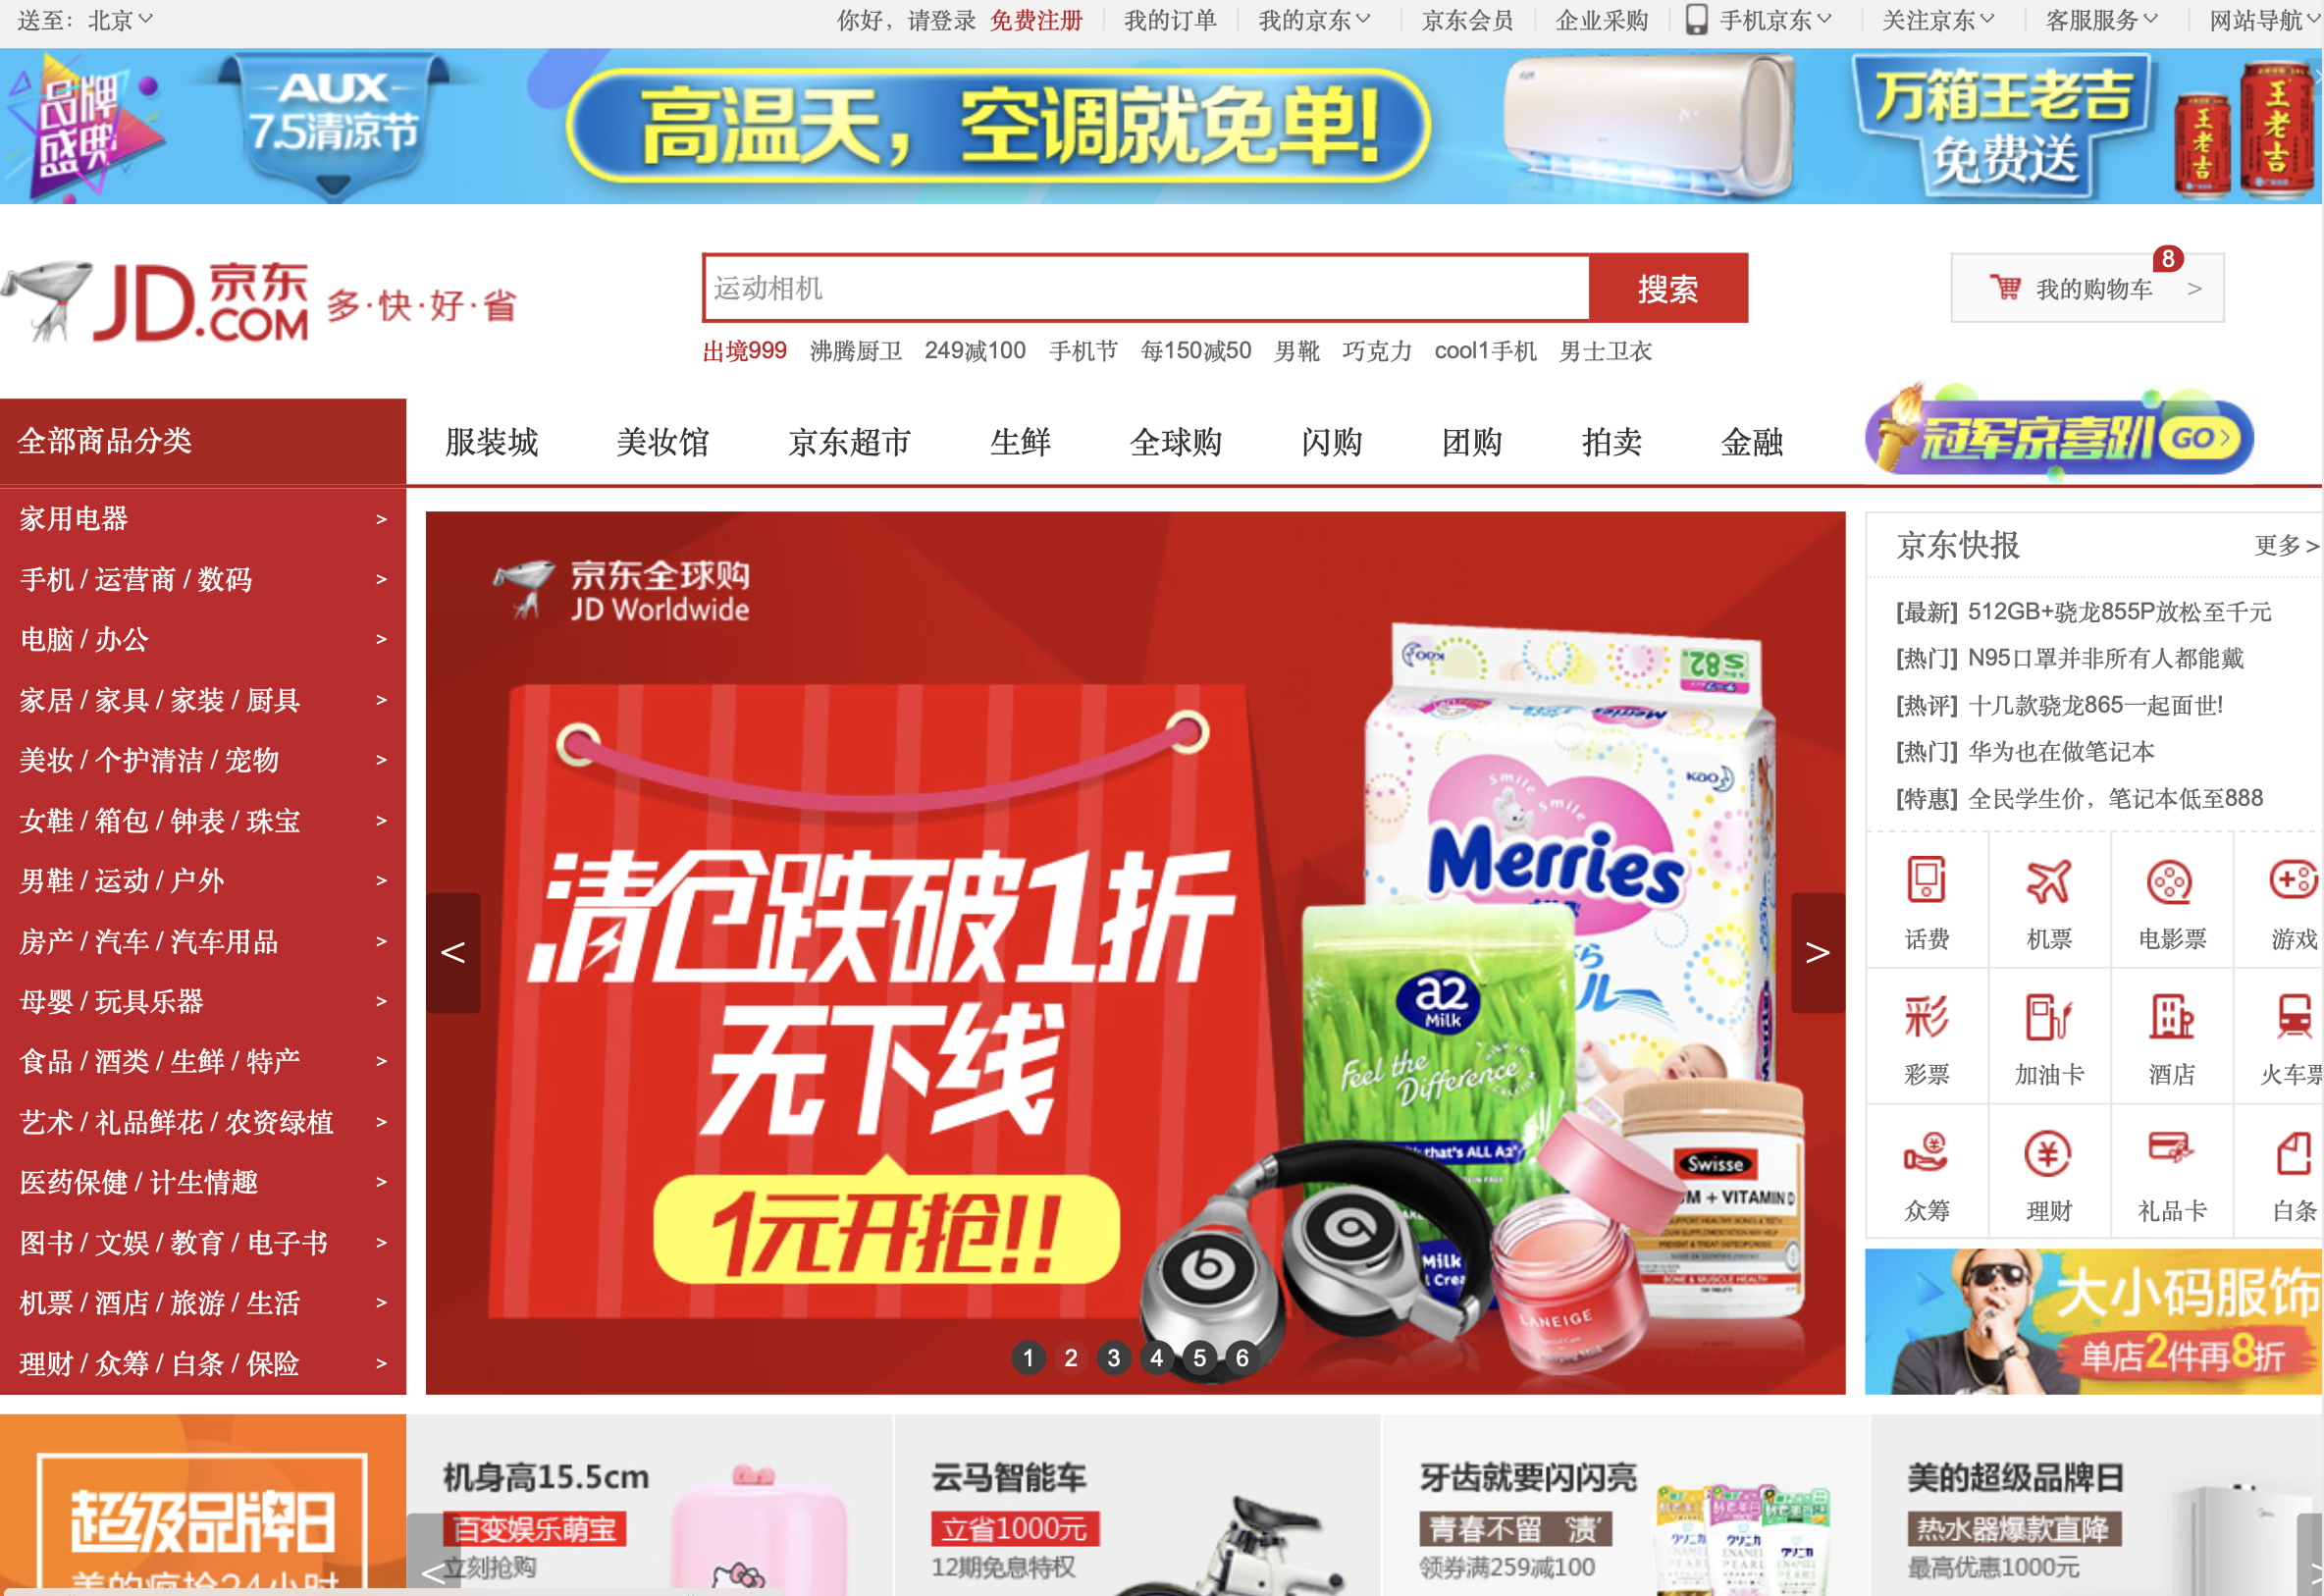 送至：北京
你好，请登录 免费注册 我的订单 我的京东 京东会员 企业采购 手机京东 关注京东 客服服务 网站导航
品牌
盛典
AUX
7.5清凉节
高温天，空调就免单!
万箱王老吉
免费送
王老吉
王老吉
JD.COM 京东
多·快·好·省
运动相机
搜索
8
我的购物车 >
出境999 沸腾厨卫 249减100 手机节 每150减50 男靴 巧克力 cool1手机 男士卫衣
全部商品分类
服装城 美妆馆 京东超市 生鲜 全球购 闪购 团购 拍卖 金融
冠军京喜趴 GO>
家用电器 >
手机 / 运营商 / 数码 >
电脑 / 办公 >
家居 / 家具 / 家装 / 厨具 >
美妆 / 个护清洁 / 宠物 >
女鞋 / 箱包 / 钟表 / 珠宝 >
男鞋 / 运动 / 户外 >
房产 / 汽车 / 汽车用品 >
母婴 / 玩具乐器 >
食品 / 酒类 / 生鲜 / 特产 >
艺术 / 礼品鲜花 / 农资绿植 >
医药保健 / 计生情趣 >
图书 / 文娱 / 教育 / 电子书 >
机票 / 酒店 / 旅游 / 生活 >
理财 / 众筹 / 白条 / 保险 >
京东全球购
JD Worldwide
清仓跌破1折
无下线
1元开抢!!
Merries
Kao
smile smile
a2
Milk
Feel the
Difference
that's ALL A2
Milk
Swisse
M + VITAMIN D
BONE & MUSCLE HEALTH
LANEIGE
< >
1 2 3 4 5 6
京东快报 更多>
[最新] 512GB+骁龙855P放松至千元
[热门] N95口罩并非所有人都能戴
[热评] 十几款骁龙865一起面世!
[热门] 华为也在做笔记本
[特惠] 全民学生价，笔记本低至888
话费 机票 电影票 游戏
彩
彩票 加油卡 酒店 火车票
众筹 理财 礼品卡 白条
大小码服饰
单店2件再8折
超级品牌日
美的疯抢24小时
机身高15.5cm
百变娱乐萌宝
立刻抢购
<
云马智能车
立省1000元
12期免息特权
牙齿就要闪闪亮
青春不留“渍”
领券满259减100
美的超级品牌日
热水器爆款直降
最高优惠1000元